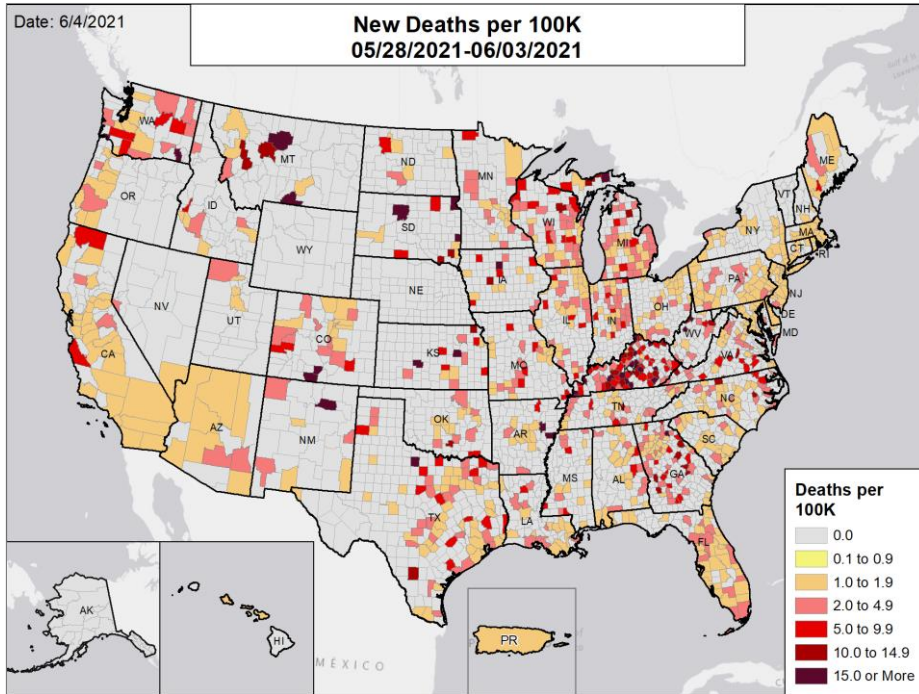 Date: 6/4/2021
New Deaths per 100K
05/28/2021-06/03/2021
WA
MT
ND
MN
ME
OR
ID
SD
WI
MI
VT
NH
NY
MA
CT
RI
WY
IA
NE
PA
NJ
NV
UT
CO
IL
IN
OH
DE
MD
WV
VA
CA
KS
MO
AZ
NM
OK
AR
TN
NC
SC
MS
AL
GA
TX
LA
FL
AK
HI
PR
MÉXICO
Deaths per
100K
0.0
0.1 to 0.9
1.0 to 1.9
2.0 to 4.9
5.0 to 9.9
10.0 to 14.9
15.0 or More